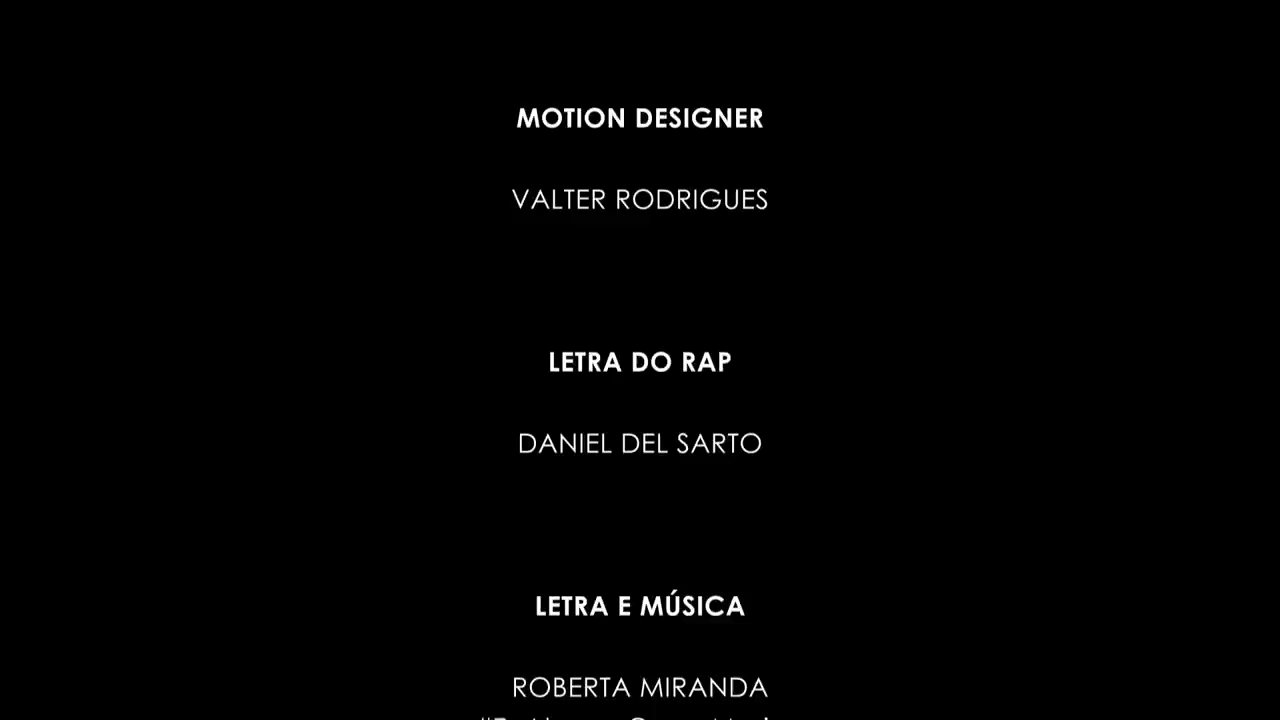 MOTION DESIGNER
VALTER RODRIGUES
LETRA DO RAP
DANIEL DEL SARTO
LETRA E MÚSICA
ROBERTA MIRANDA